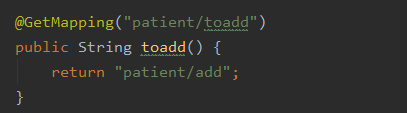 @GetMapping("patient/toadd")
public String toadd() {
    return "patient/add";
}